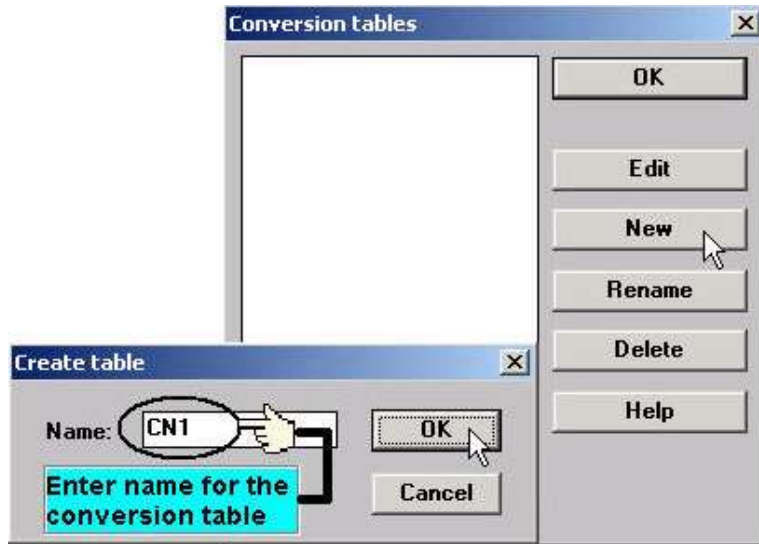 Conversion tables
OK
Edit
New
Rename
Delete
Help
Create table
Name: CN1
OK
Cancel
Enter name for the
conversion table